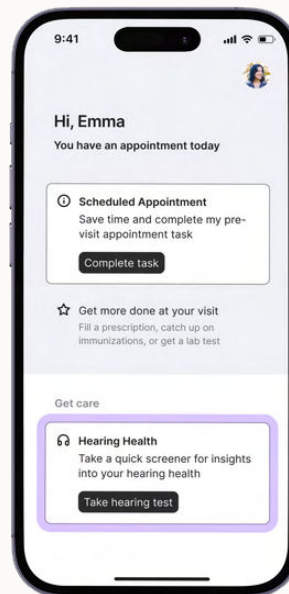 9:41
Hi, Emma
You have an appointment today
Scheduled Appointment
Save time and complete my pre-
visit appointment task
Complete task
Get more done at your visit
Fill a prescription, catch up on
immunizations, or get a lab test
Get care
Hearing Health
Take a quick screener for insights
into your hearing health
Take hearing test